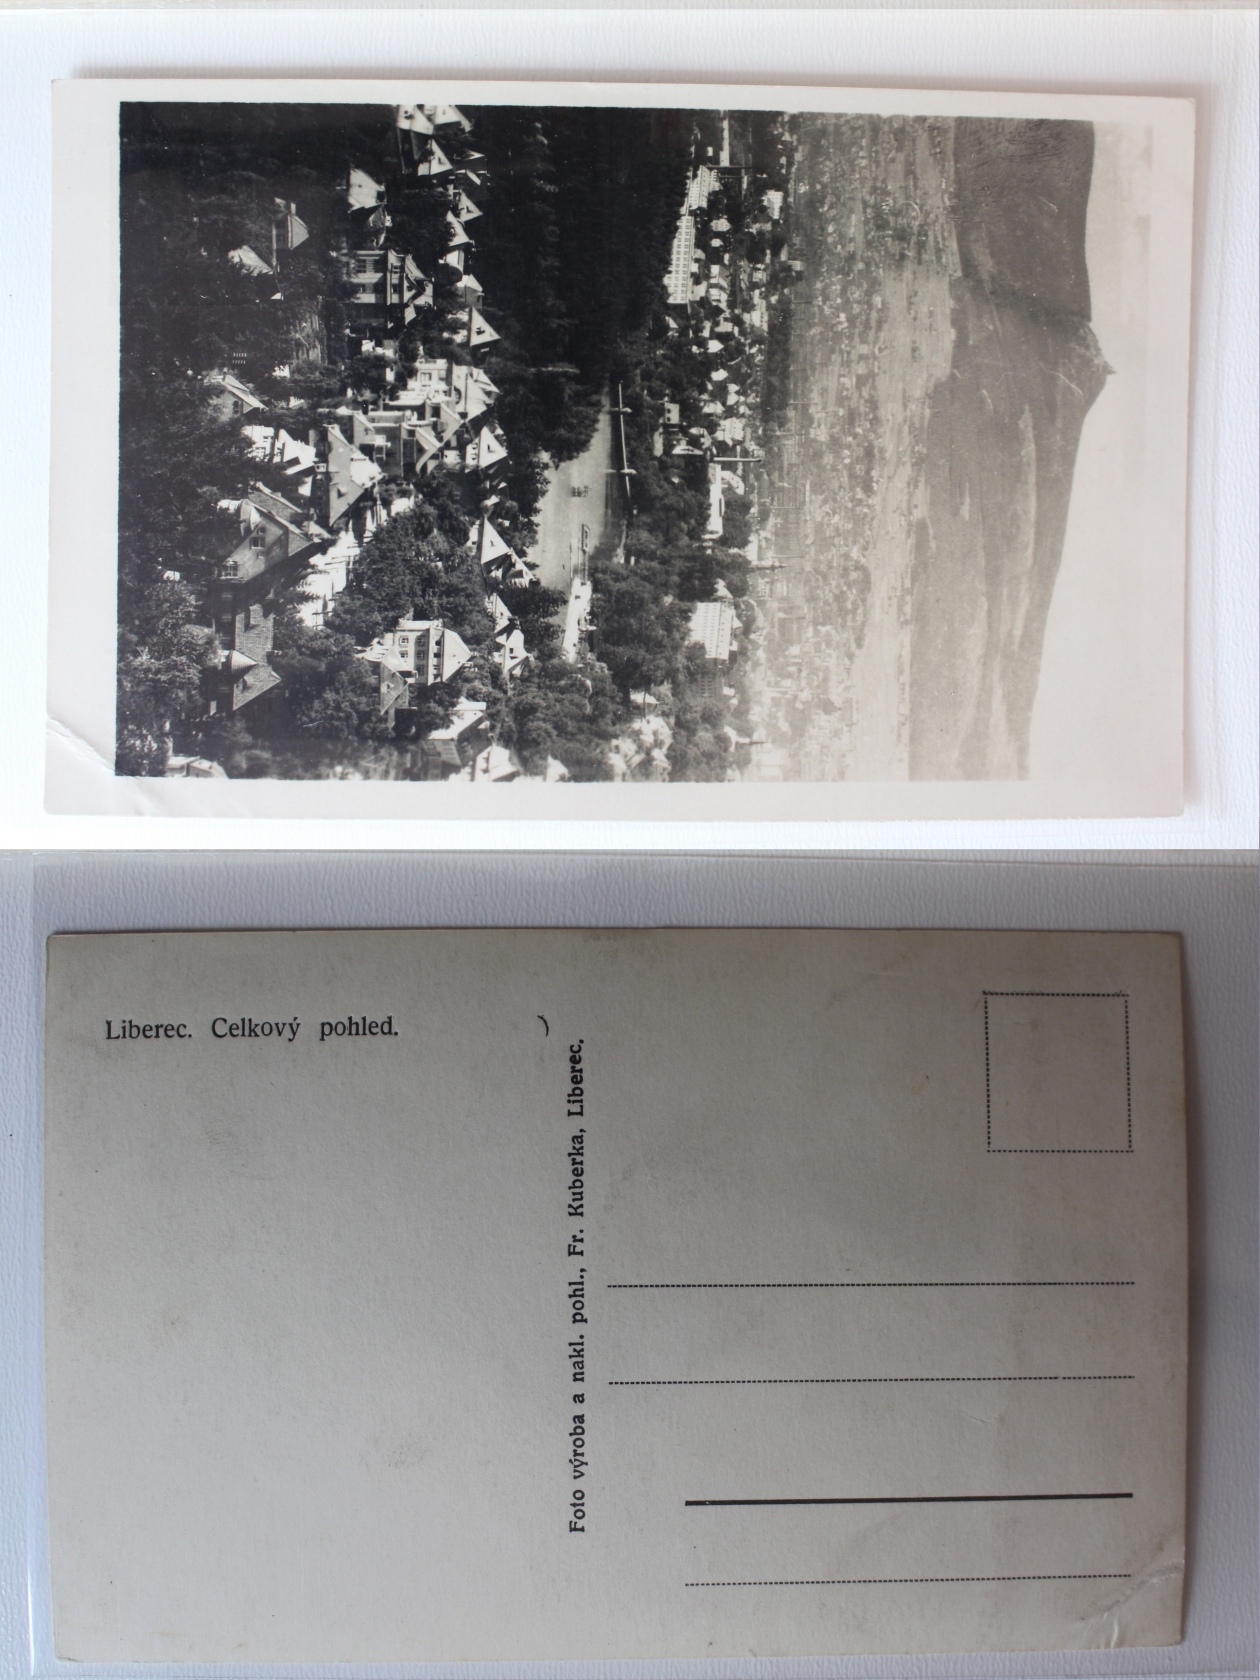 Liberec. Celkový pohled.
Foto výroba a nakl. pohl., Fr. Kuberka, Liberec.